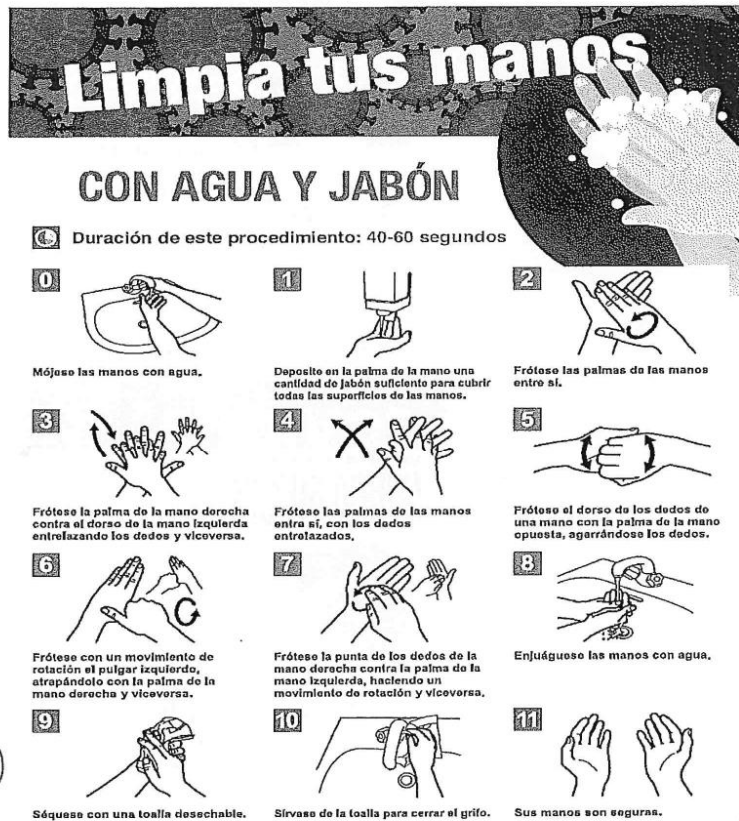 Limpia tus manos
CON AGUA Y JABÓN
Duración de este procedimiento: 40-60 segundos
0
Mójese las manos con agua.
1
Deposite en la palma de la mano una
cantidad de jabón suficiente para cubrir
todas las superficies de las manos.
2
Frótese las palmas de las manos
entre sí.
3
Frótese la palma de la mano derecha
contra el dorso de la mano izquierda
entrelazando los dedos y viceversa.
4
Frótese las palmas de las manos
entre sí, con los dedos
entrelazados.
5
Frótese el dorso de los dedos de
una mano con la palma de la mano
opuesta, agarrándose los dedos.
6
Frótese con un movimiento de
rotación el pulgar izquierdo,
atrapándolo con la palma de la
mano derecha y viceversa.
7
Frótese la punta de los dedos de la
mano derecha contra la palma de la
mano izquierda, haciendo un
movimiento de rotación y viceversa.
8
Enjuáguese las manos con agua.
9
Séquese con una toalla desechable.
10
Sírvase de la toalla para cerrar el grifo.
11
Sus manos son seguras.